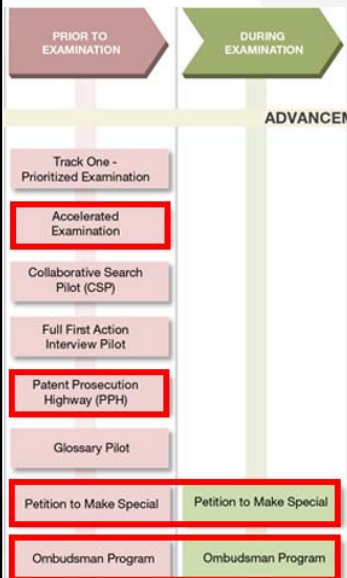 PRIOR TO
EXAMINATION
DURING
EXAMINATION
ADVANCEM
Track One -
Prioritized Examination
Accelerated
Examination
Collaborative Search
Pilot (CSP)
Full First Action
Interview Pilot
Patent Prosecution
Highway (PPH)
Glossary Pilot
Petition to Make Special
Petition to Make Special
Ombudsman Program
Ombudsman Program